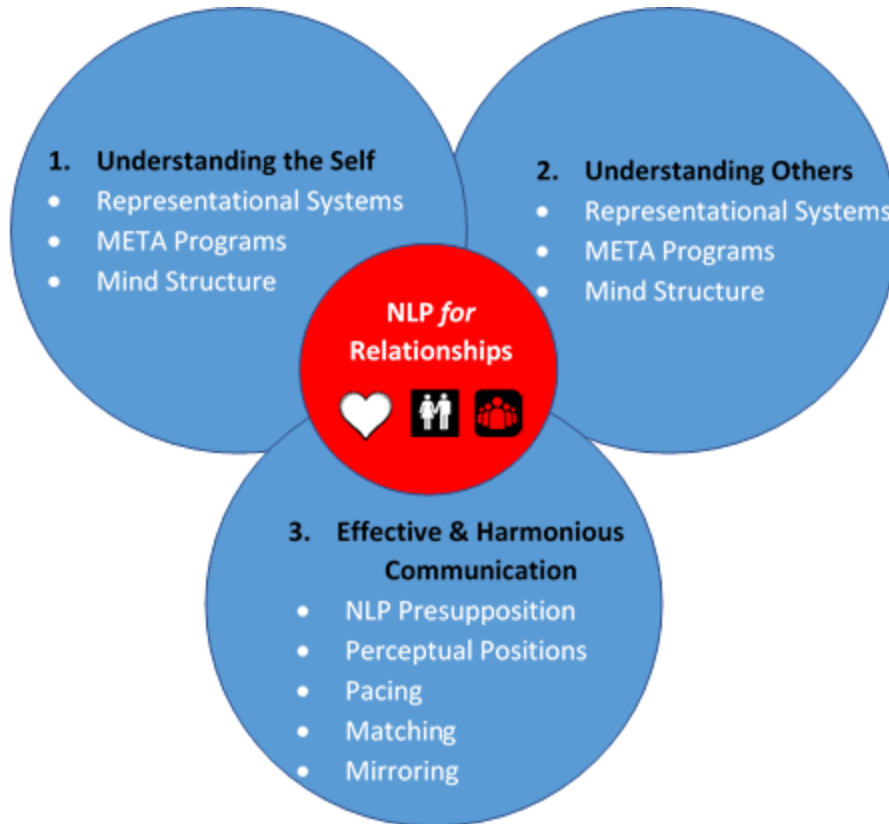 1. Understanding the Self
• Representational Systems
• META Programs
• Mind Structure
2. Understanding Others
• Representational Systems
• META Programs
• Mind Structure
NLP for
Relationships
3. Effective & Harmonious
Communication
• NLP Presupposition
• Perceptual Positions
• Pacing
• Matching
• Mirroring